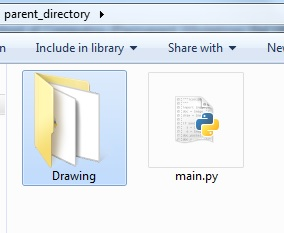 parent_directory
Include in library Share with
Drawing main.py